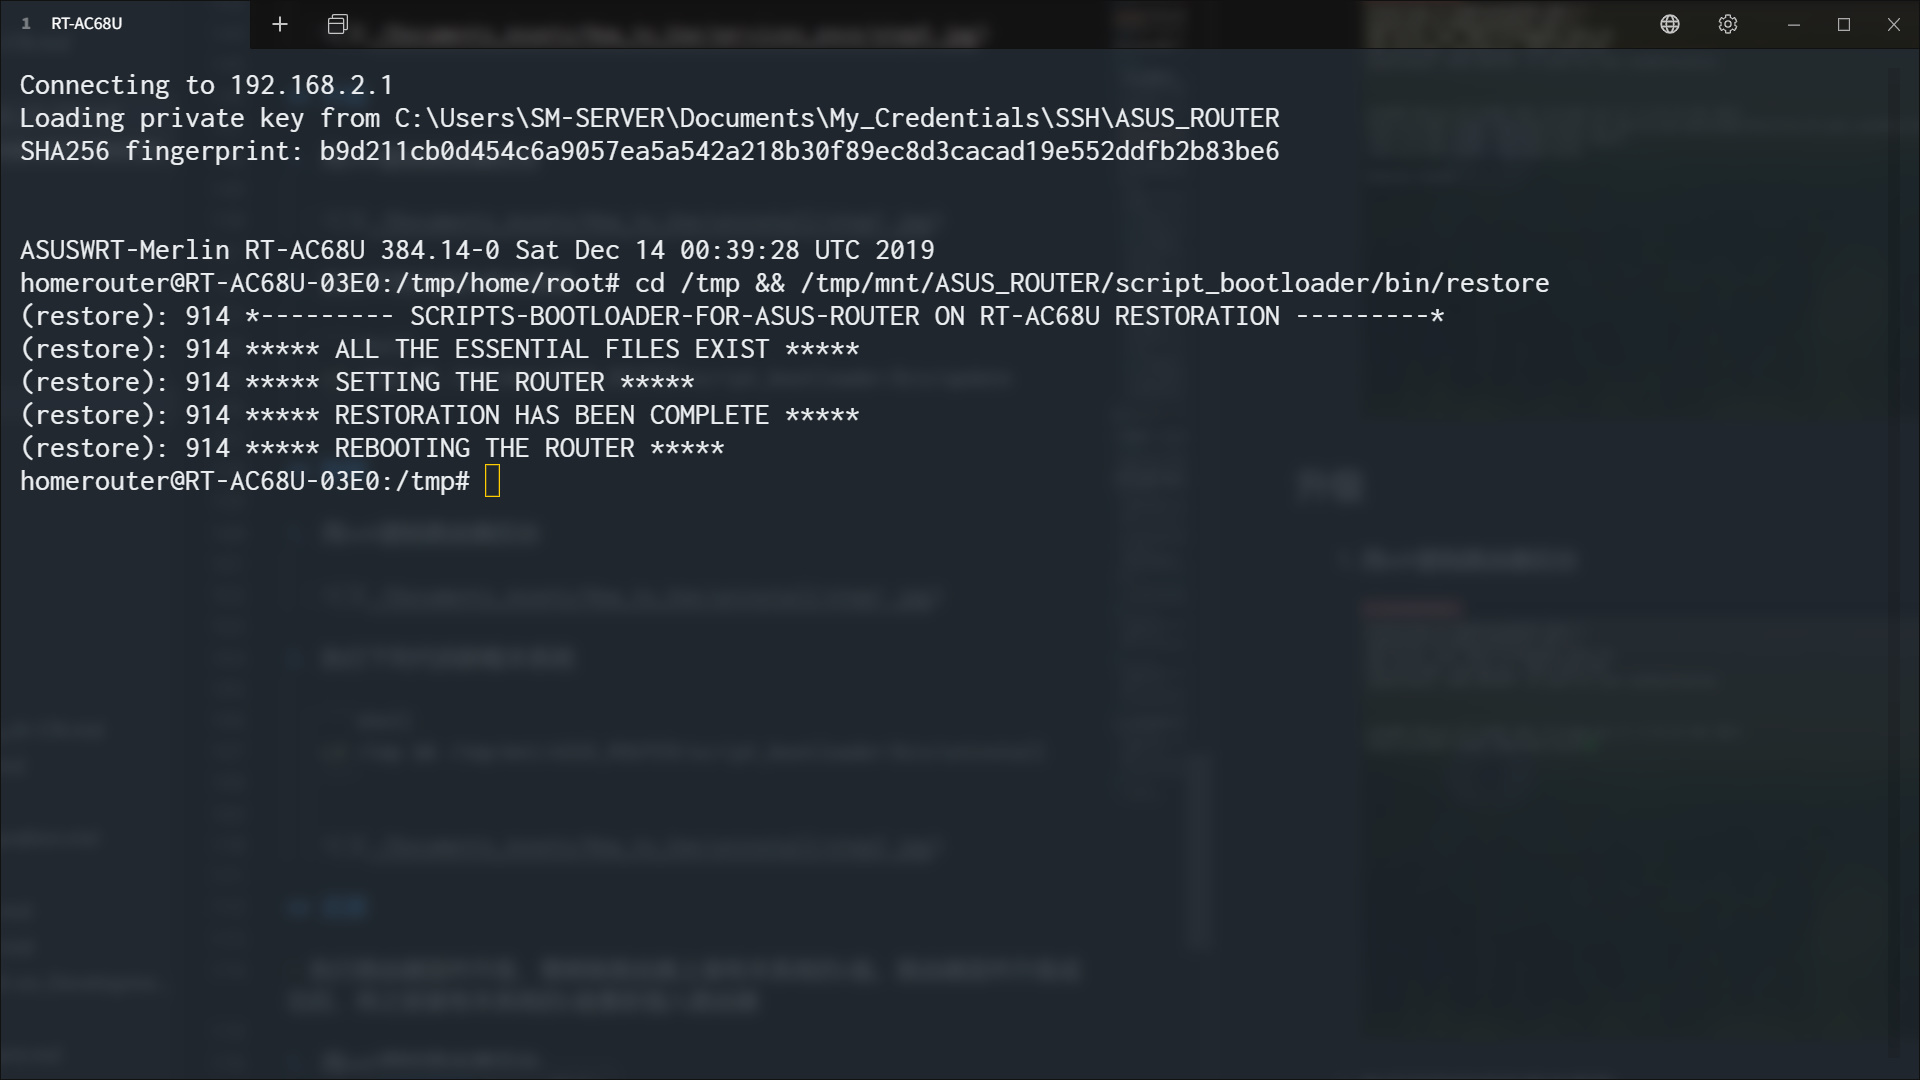 1 RT-AC68U
Connecting to 192.168.2.1
Loading private key from C:\Users\SM-SERVER\Documents\My_Credentials\SSH\ASUS_ROUTER
SHA256 fingerprint: b9d211cb0d454c6a9057ea5a542a218b30f89ec8d3cacad19e552ddfb2b83be6
ASUSWRT-Merlin RT-AC68U 384.14-0 Sat Dec 14 00:39:28 UTC 2019
homerouter@RT-AC68U-03E0:/tmp/home/root# cd /tmp && /tmp/mnt/ASUS_ROUTER/script_bootloader/bin/restore
(restore): 914 *--------- SCRIPTS-BOOTLOADER-FOR-ASUS-ROUTER ON RT-AC68U RESTORATION ---------*
(restore): 914 ***** ALL THE ESSENTIAL FILES EXIST *****
(restore): 914 ***** SETTING THE ROUTER *****
(restore): 914 ***** RESTORATION HAS BEEN COMPLETE *****
(restore): 914 ***** REBOOTING THE ROUTER *****
homerouter@RT-AC68U-03E0:/tmp#